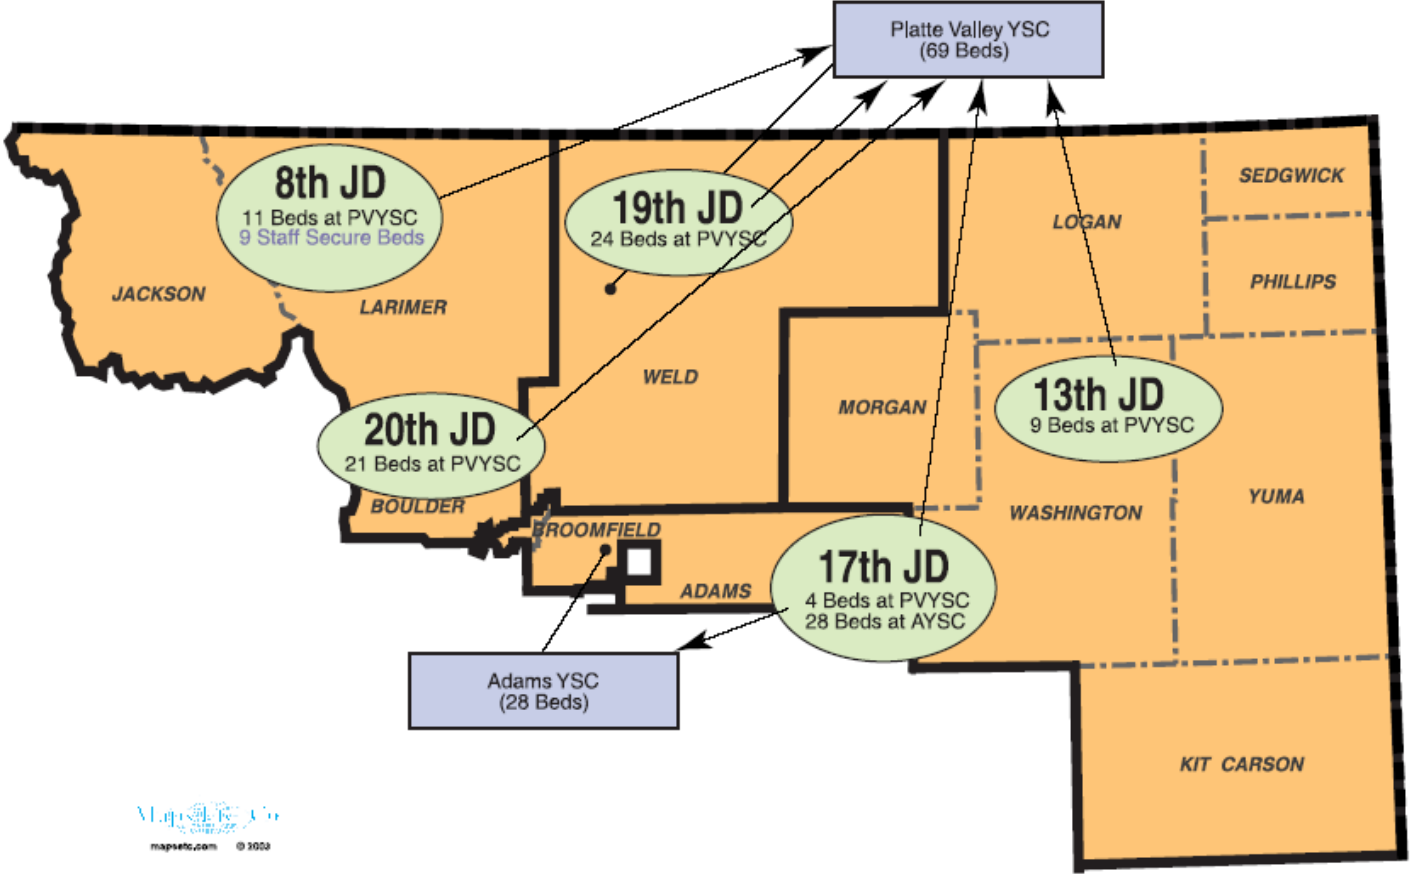 Platte Valley YSC
(69 Beds)
8th JD
11 Beds at PVYSC
9 Staff Secure Beds
19th JD
24 Beds at PVYSC
SEDGWICK
LOGAN
PHILLIPS
JACKSON
LARIMER
WELD
MORGAN
13th JD
9 Beds at PVYSC
20th JD
21 Beds at PVYSC
BOULDER
YUMA
WASHINGTON
BROOMFIELD
17th JD
4 Beds at PVYSC
28 Beds at AYSC
ADAMS
Adams YSC
(28 Beds)
KIT CARSON
mapsetc.com © 2003